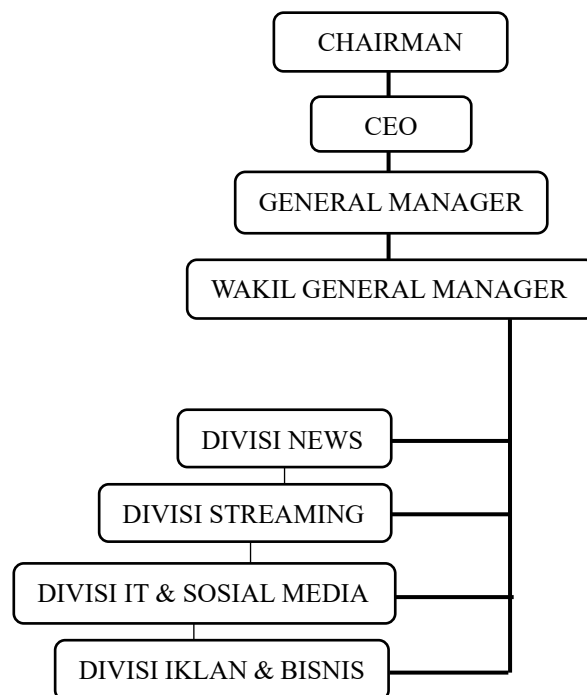 CHAIRMAN
CEO
GENERAL MANAGER
WAKIL GENERAL MANAGER
DIVISI NEWS
DIVISI STREAMING
DIVISI IT & SOSIAL MEDIA
DIVISI IKLAN & BISNIS